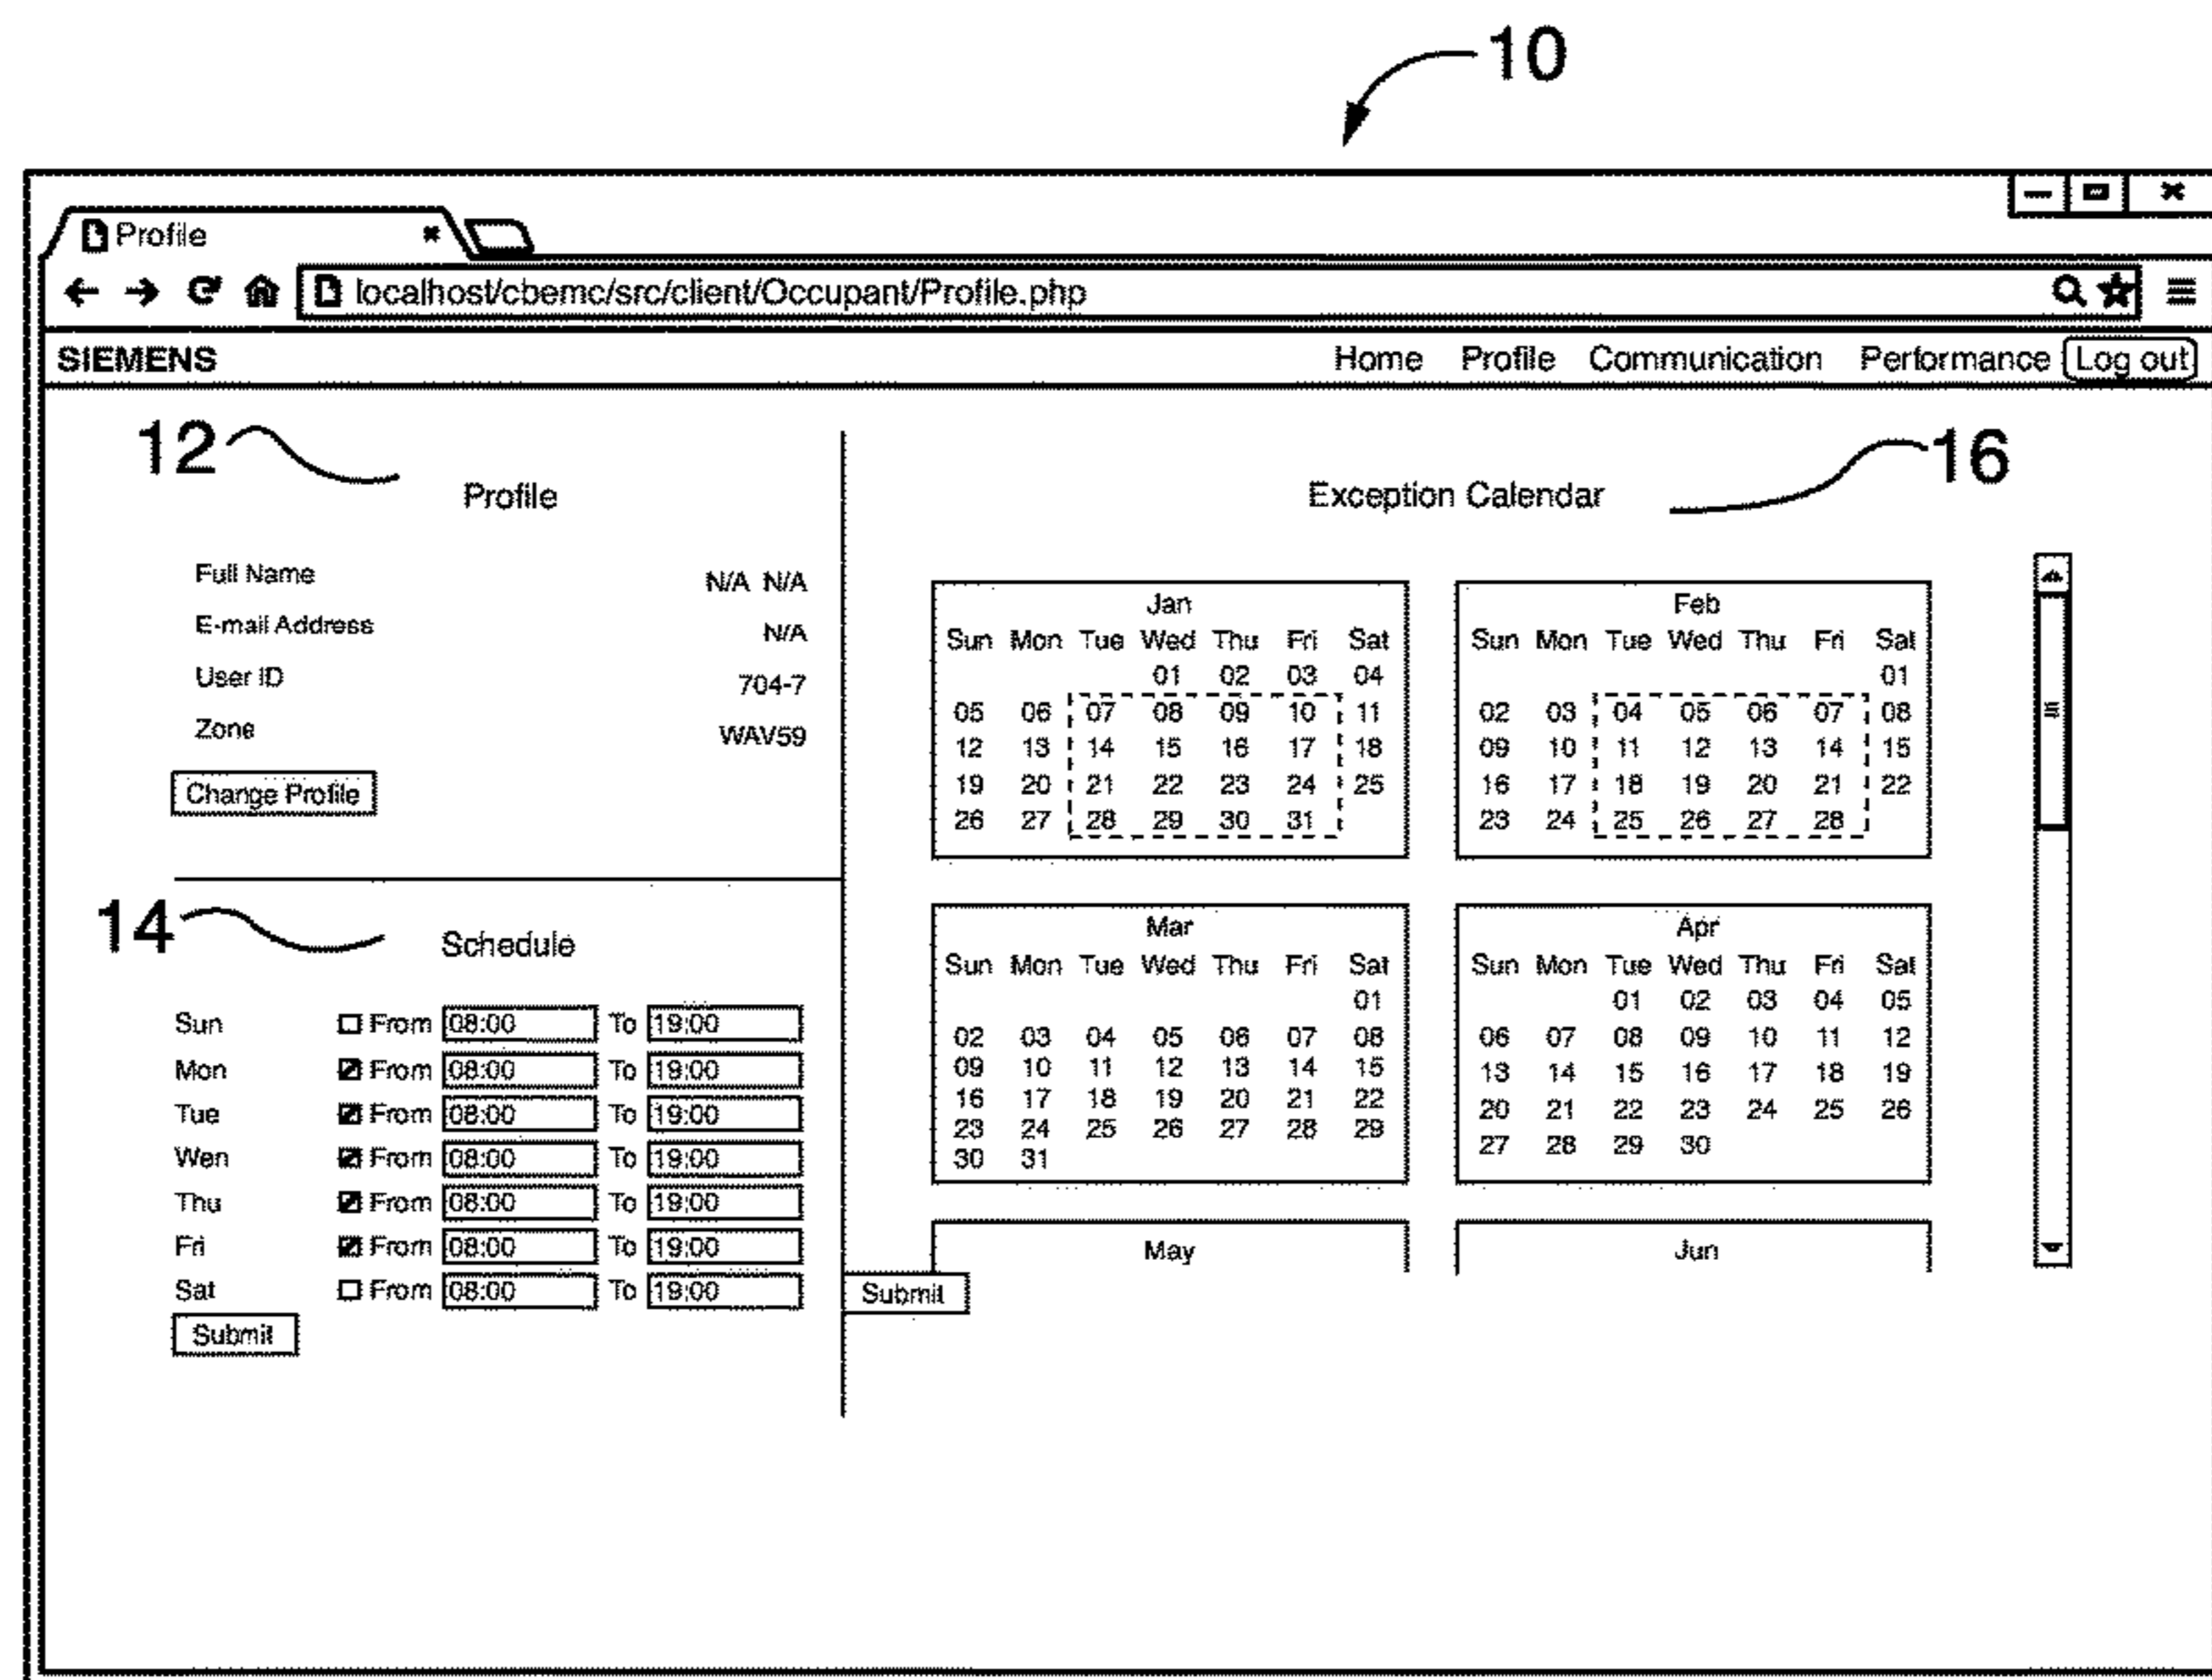 10
Profile
localhost/cbemc/src/client/Occupant/Profile.php
SIEMENS Home Profile Communication Performance Log out
12
Profile
Full Name N/A N/A
E-mail Address N/A
User ID 704-7
Zone WAV59
Change Profile
14
Schedule
Sun From 08:00 To 19:00
Mon From 08:00 To 19:00
Tue From 08:00 To 19:00
Wen From 08:00 To 19:00
Thu From 08:00 To 19:00
Fri From 08:00 To 19:00
Sat From 08:00 To 19:00
Submit
16
Exception Calendar
Jan
Sun Mon Tue Wed Thu Fri Sat
01 02 03 04
05 06 07 08 09 10 11
12 13 14 15 16 17 18
19 20 21 22 23 24 25
26 27 28 29 30 31
Feb
Sun Mon Tue Wed Thu Fri Sat
01
02 03 04 05 06 07 08
09 10 11 12 13 14 15
16 17 18 19 20 21 22
23 24 25 26 27 28
Mar
Sun Mon Tue Wed Thu Fri Sat
01
02 03 04 05 06 07 08
09 10 11 12 13 14 15
16 17 18 19 20 21 22
23 24 25 26 27 28 29
30 31
Apr
Sun Mon Tue Wed Thu Fri Sat
01 02 03 04 05
06 07 08 09 10 11 12
13 14 15 16 17 18 19
20 21 22 23 24 25 26
27 28 29 30
May
Jun
Submit